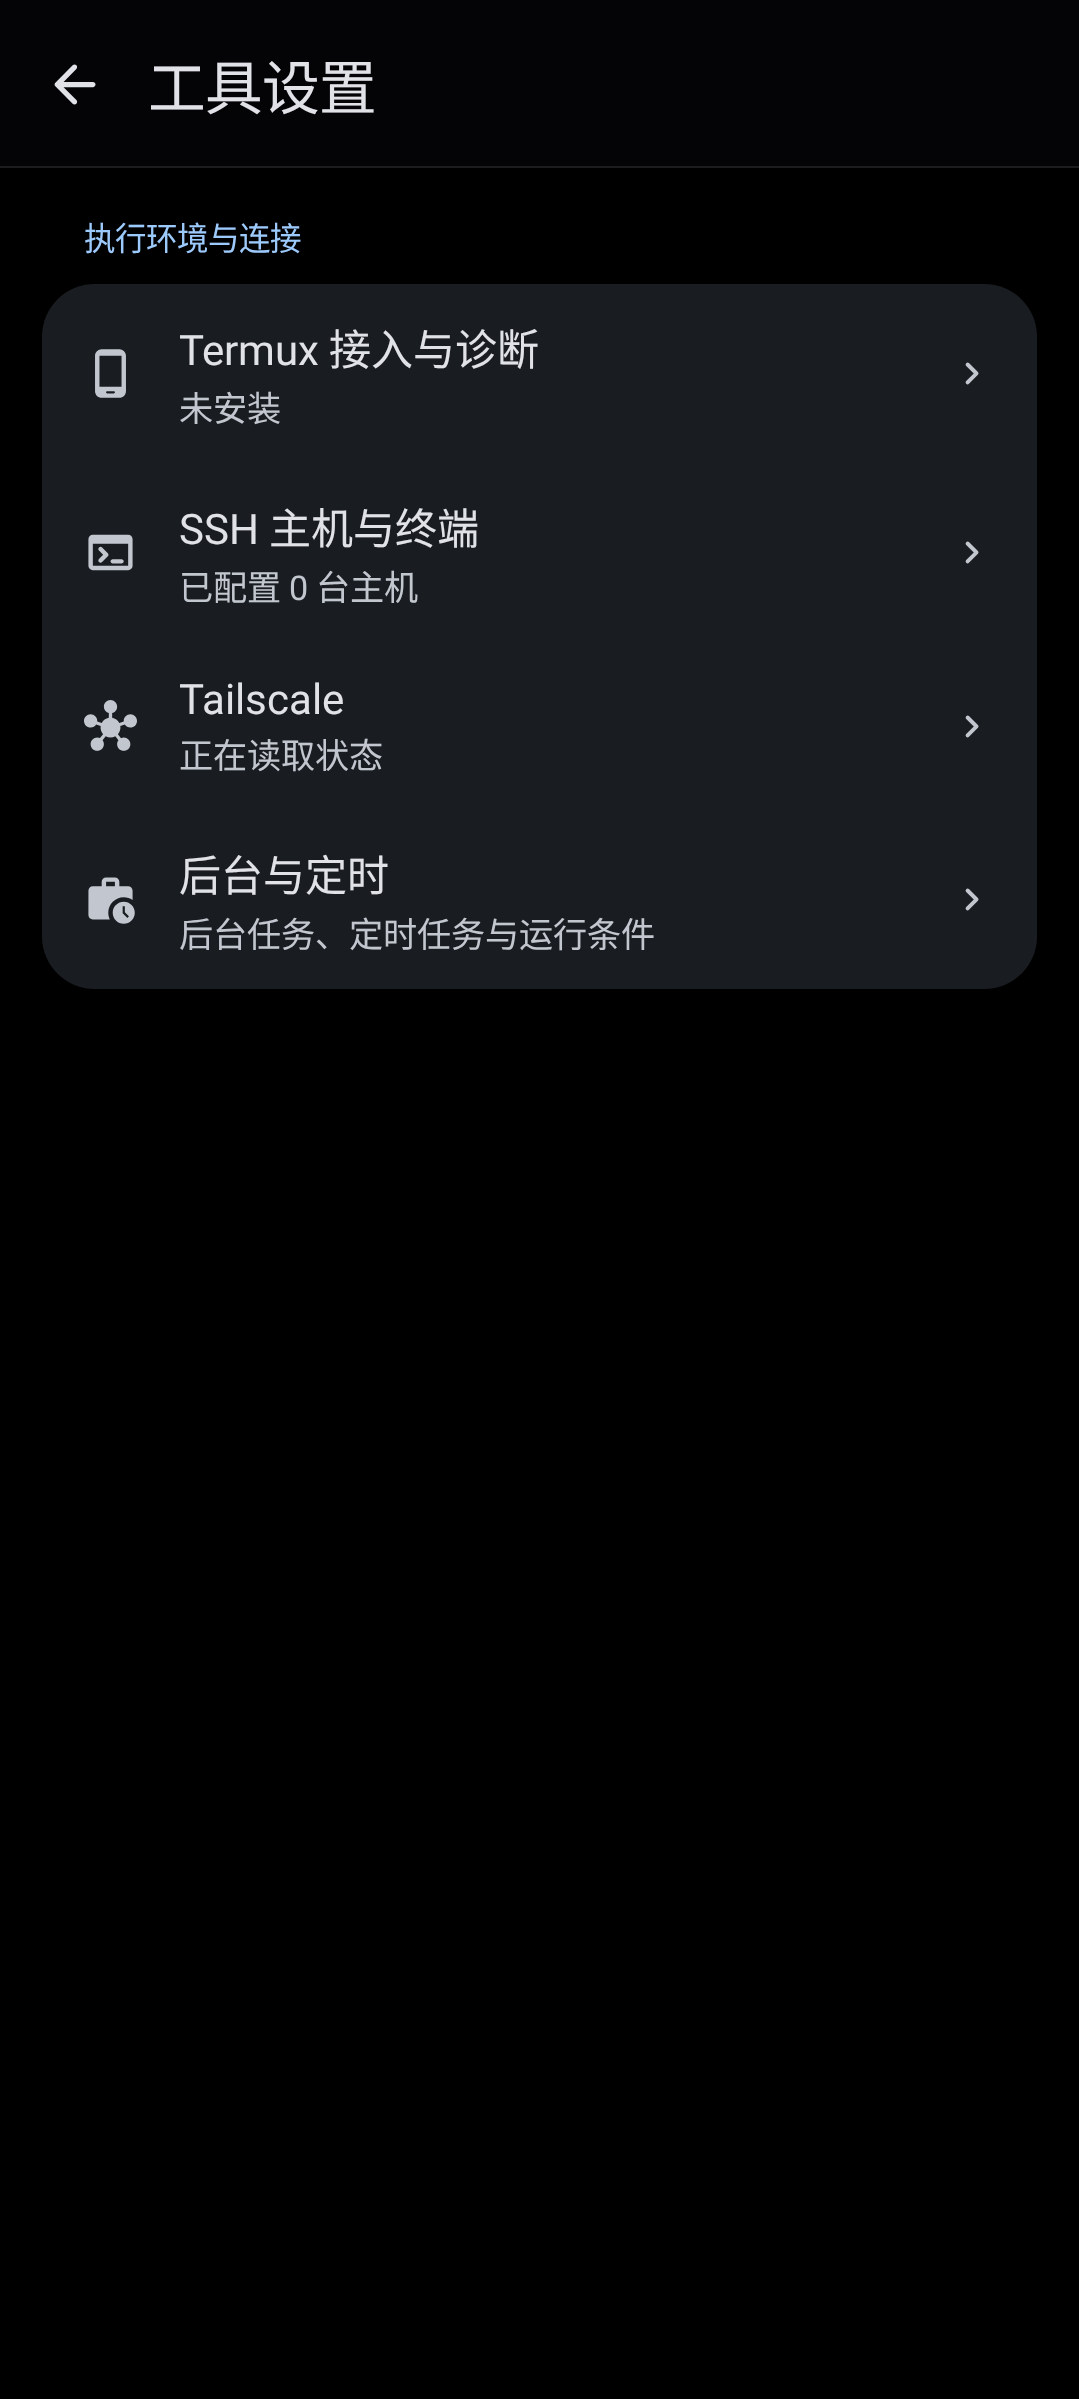 工具设置
执行环境与连接
Termux 接入与诊断
未安装
SSH 主机与终端
已配置 0 台主机
Tailscale
正在读取状态
后台与定时
后台任务、定时任务与运行条件